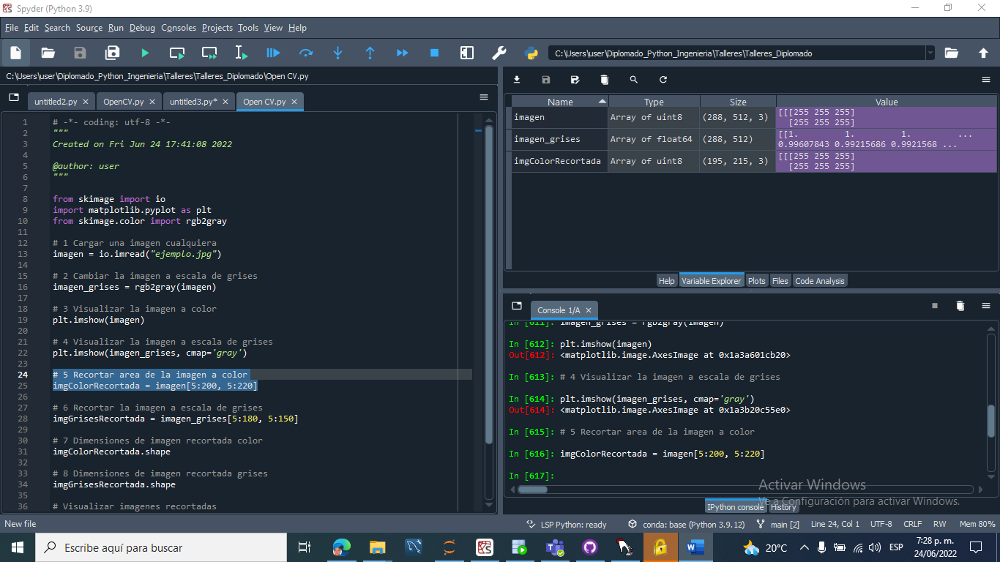 Spyder (Python 3.9)
File Edit Search Source Run Debug Consoles Projects Tools View Help
C:\Users\user\Diplomado_Python_Ingenieria\Talleres\Talleres_Diplomado
C:\Users\user\Diplomado_Python_Ingenieria\Talleres\Talleres_Diplomado\Open CV.py
untitled2.py OpenCV.py untitled3.py* Open CV.py
1 # -*- coding: utf-8 -*-
2 """
3 Created on Fri Jun 24 17:41:08 2022
4
5 @author: user
6 """
7
8 from skimage import io
9 import matplotlib.pyplot as plt
10 from skimage.color import rgb2gray
11
12 # 1 Cargar una imagen cualquiera
13 imagen = io.imread("ejemplo.jpg")
14
15 # 2 Cambiar la imagen a escala de grises
16 imagen_grises = rgb2gray(imagen)
17
18 # 3 Visualizar la imagen a color
19 plt.imshow(imagen)
20
21 # 4 Visualizar la imagen a escala de grises
22 plt.imshow(imagen_grises, cmap='gray')
23
24 # 5 Recortar area de la imagen a color
25 imgColorRecortada = imagen[5:200, 5:220]
26
27 # 6 Recortar la imagen a escala de grises
28 imgGrisesRecortada = imagen_grises[5:180, 5:150]
29
30 # 7 Dimensiones de imagen recortada color
31 imgColorRecortada.shape
32
33 # 8 Dimensiones de imagen recortada grises
34 imgGrisesRecortada.shape
35
36 # Visualizar imagenes recortadas
Name Type Size Value
imagen Array of uint8 (288, 512, 3) [[[255 255 255]
[255 255 255]
imagen_grises Array of float64 (288, 512) [[1. 1. 1. ...
0.99607843 0.99215686 0.9921568 ...
imgColorRecortada Array of uint8 (195, 215, 3) [[[255 255 255]
[255 255 255]
Help Variable Explorer Plots Files Code Analysis
Console 1/A
In [611]: imagen_grises = rgb2gray(imagen)
In [612]: plt.imshow(imagen)
Out[612]: <matplotlib.image.AxesImage at 0x1a3a601cb20>
In [613]: # 4 Visualizar la imagen a escala de grises
In [614]: plt.imshow(imagen_grises, cmap='gray')
Out[614]: <matplotlib.image.AxesImage at 0x1a3b20c55e0>
In [615]: # 5 Recortar area de la imagen a color
In [616]: imgColorRecortada = imagen[5:200, 5:220]
In [617]:
Activar Windows
Ve a Configuración para activar Windows.
IPython console History
New file LSP Python: ready conda: base (Python 3.9.12) main [2] Line 24, Col 1 UTF-8 CRLF RW Mem 80%
Escribe aquí para buscar
20°C ESP
7:28 p. m.
24/06/2022